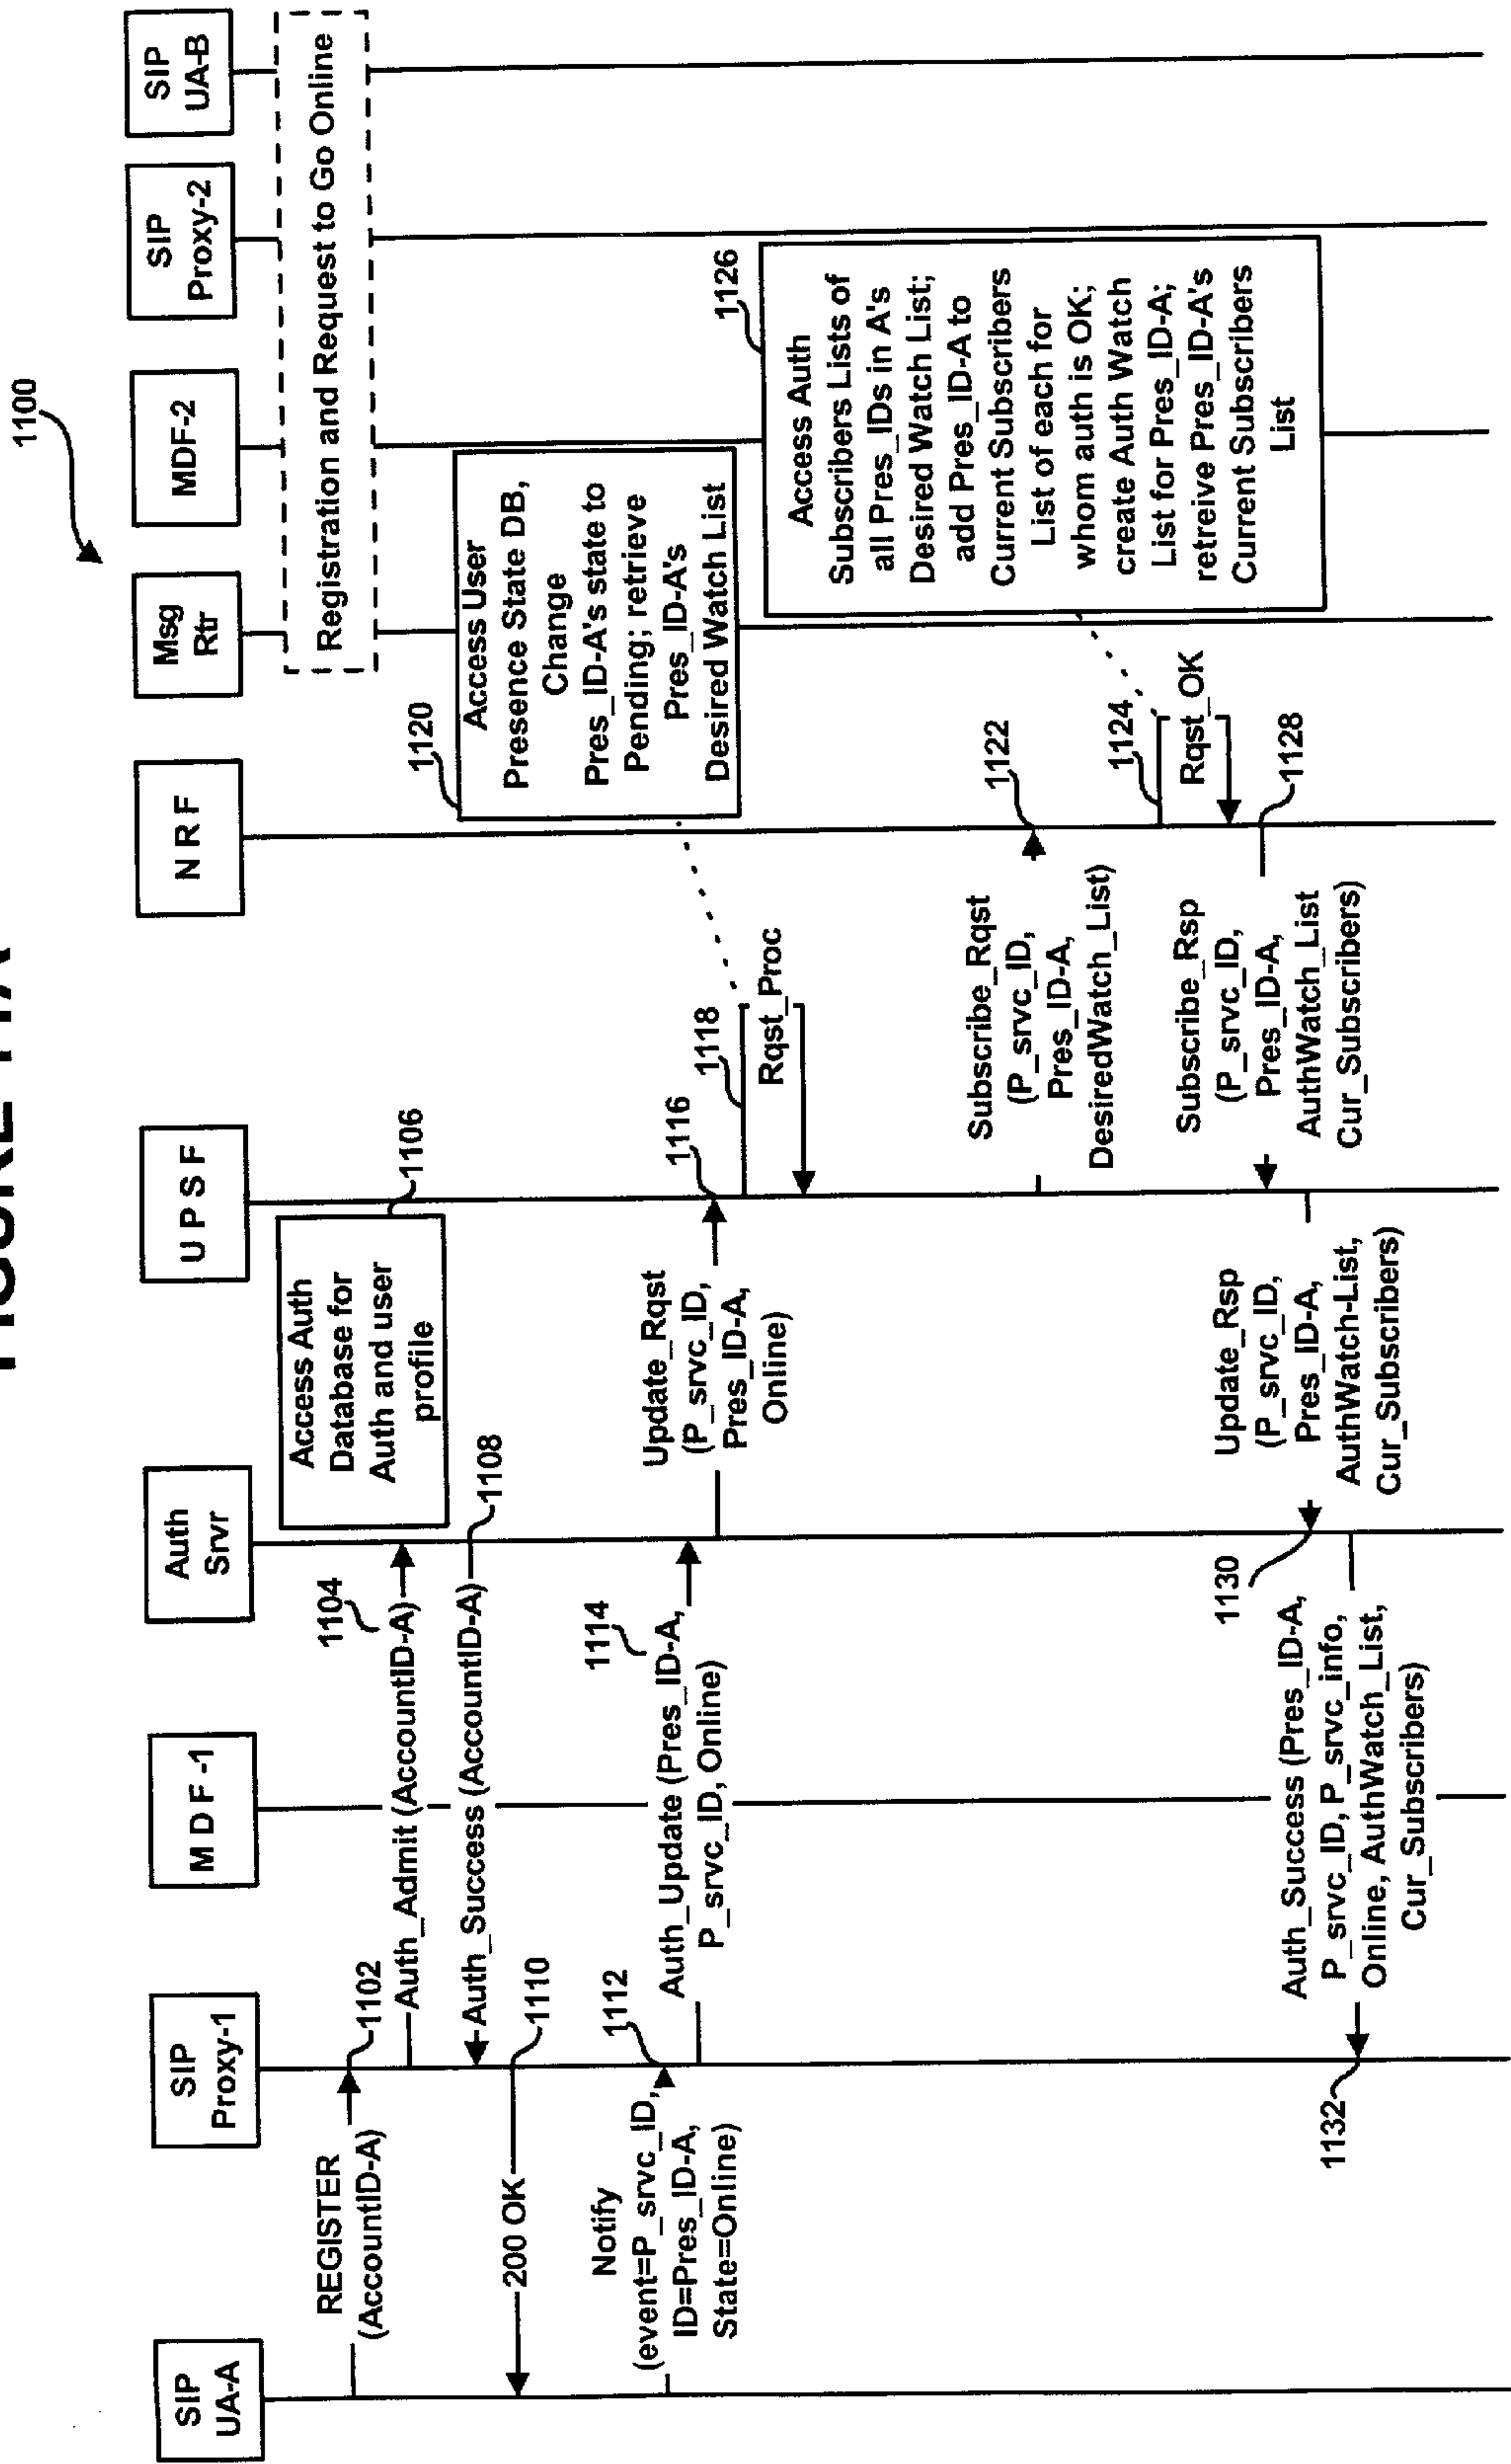 1100
SIP
UA-A
SIP
Proxy-1
M D F -1
Auth
Srvr
U P S F
N R F
Msg
Rtr
MDF-2
SIP
Proxy-2
SIP
UA-B
Registration and Request to Go Online
REGISTER
(AccountID-A)
1102
Auth_Admit (AccountID-A)
1104
Access Auth
Database for
Auth and user
profile
1106
Auth_Success (AccountID-A)
1108
200 OK
1110
Notify
(event=P_srvc_ID,
ID=Pres_ID-A,
State=Online)
1112
Auth_Update (Pres_ID-A,
P_srvc_ID, Online)
1114
Update_Rqst
(P_srvc_ID,
Pres_ID-A,
Online)
1116
1118
Rqst_Proc
1120
Access User
Presence State DB,
Change
Pres_ID-A's state to
Pending; retrieve
Pres_ID-A's
Desired Watch List
Subscribe_Rqst
(P_srvc_ID,
Pres_ID-A,
DesiredWatch_List)
1122
1124
Rqst_OK
1126
Access Auth
Subscribers Lists of
all Pres_IDs in A's
Desired Watch List;
add Pres_ID-A to
Current Subscribers
List of each for
whom auth is OK;
create Auth Watch
List for Pres_ID-A;
retreive Pres_ID-A's
Current Subscribers
List
Subscribe_Rsp
(P_srvc_ID,
Pres_ID-A,
AuthWatch_List
Cur_Subscribers)
1128
Update_Rsp
(P_srvc_ID,
Pres_ID-A,
AuthWatch-List,
Cur_Subscribers)
1130
Auth_Success (Pres_ID-A,
P_srvc_ID, P_srvc_info,
Online, AuthWatch_List,
Cur_Subscribers)
1132